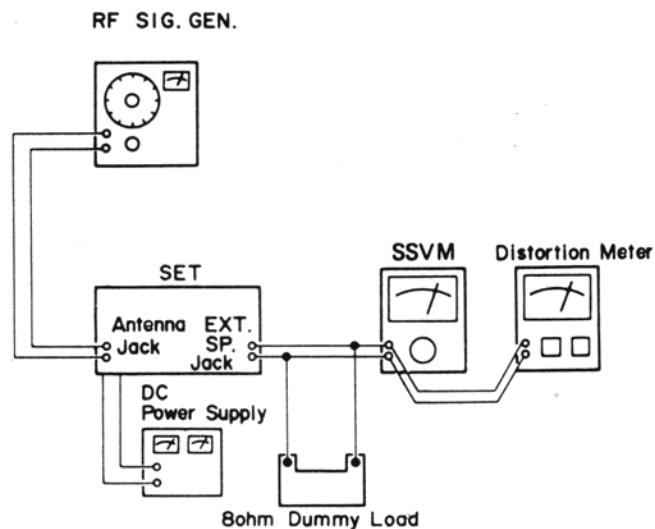 RF SIG. GEN.
SSVM
Distortion Meter
SET
Antenna
Jack
EXT.
SP.
Jack
DC
Power Supply
8ohm Dummy Load